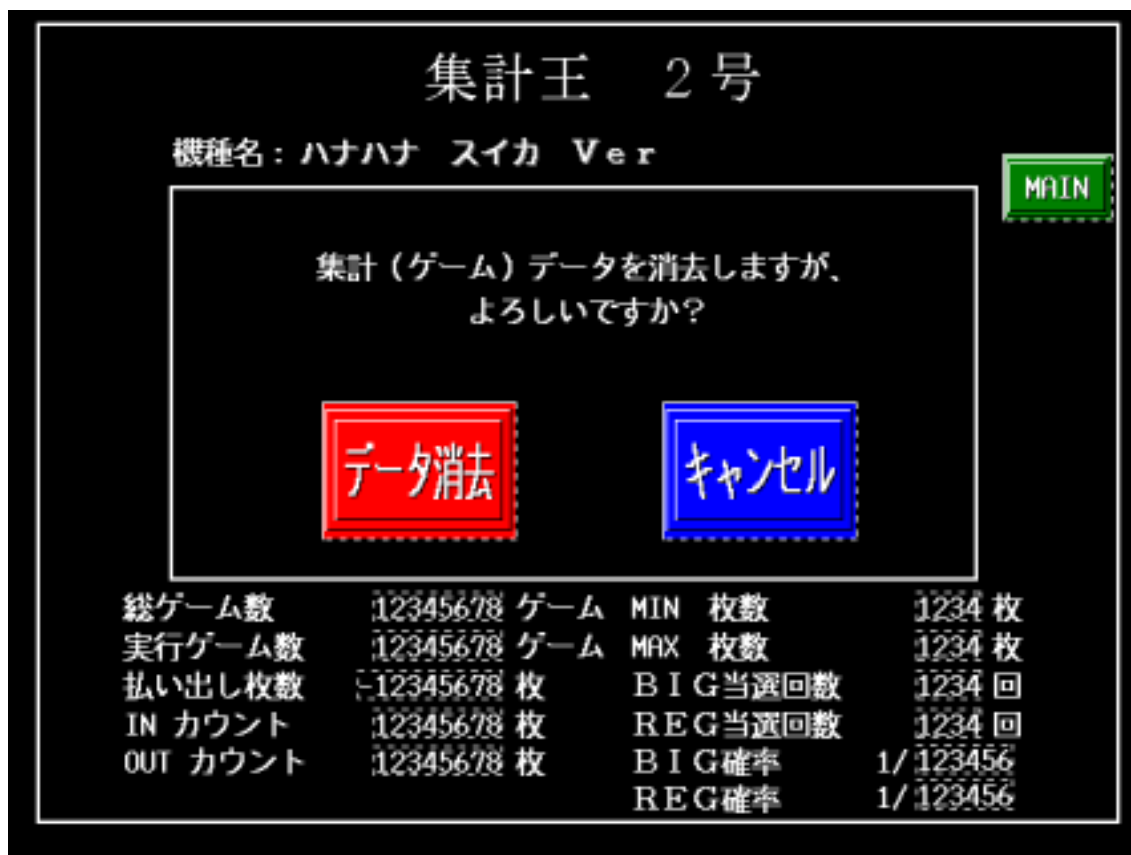 集計王　２号
機種名：ハナハナ　スイカ　Ｖｅｒ
MAIN
集計（ゲーム）データを消去しますが、
よろしいですか？
データ消去
キャンセル
総ゲーム数 12345678 ゲーム MIN 枚数 1234 枚
実行ゲーム数 12345678 ゲーム MAX 枚数 1234 枚
払い出し枚数 -12345678 枚 ＢＩＧ当選回数 1234 回
IN カウント 12345678 枚 ＲＥＧ当選回数 1234 回
OUT カウント 12345678 枚 ＢＩＧ確率 1/123456
ＲＥＧ確率 1/123456